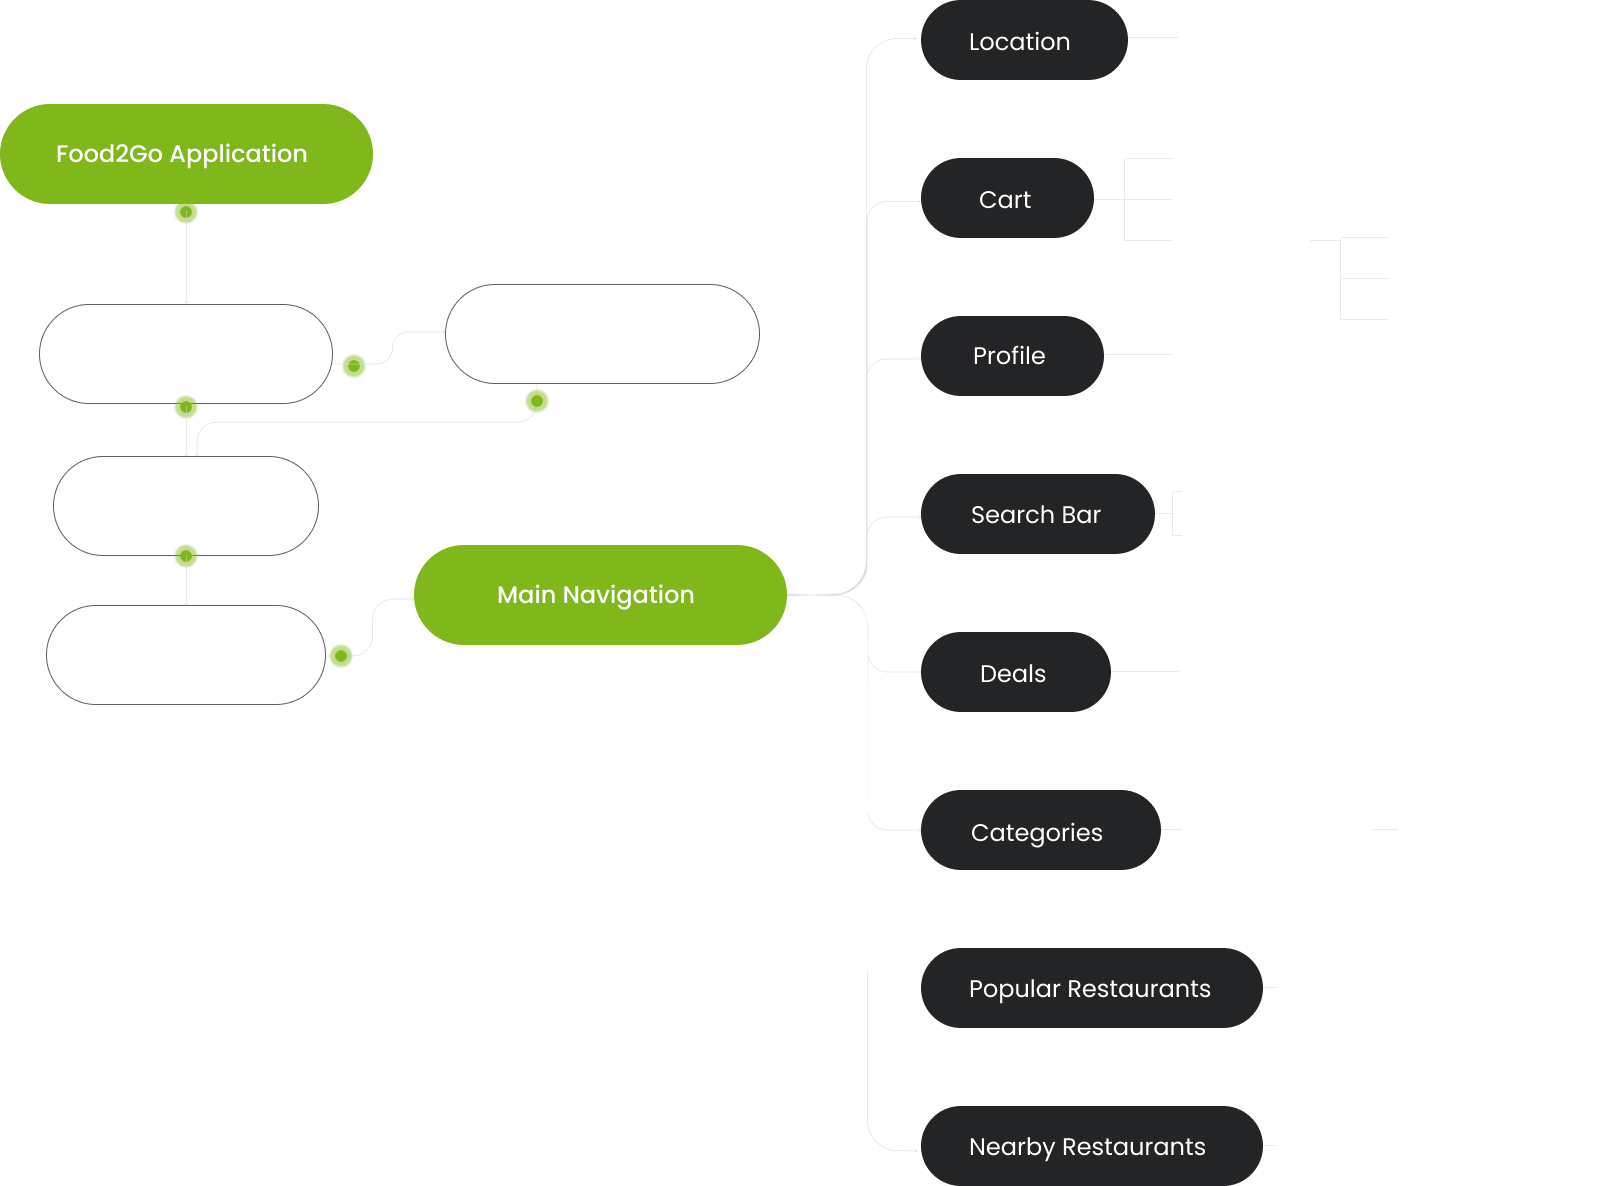 Food2Go Application
Main Navigation
Location
Cart
Profile
Search Bar
Deals
Categories
Popular Restaurants
Nearby Restaurants